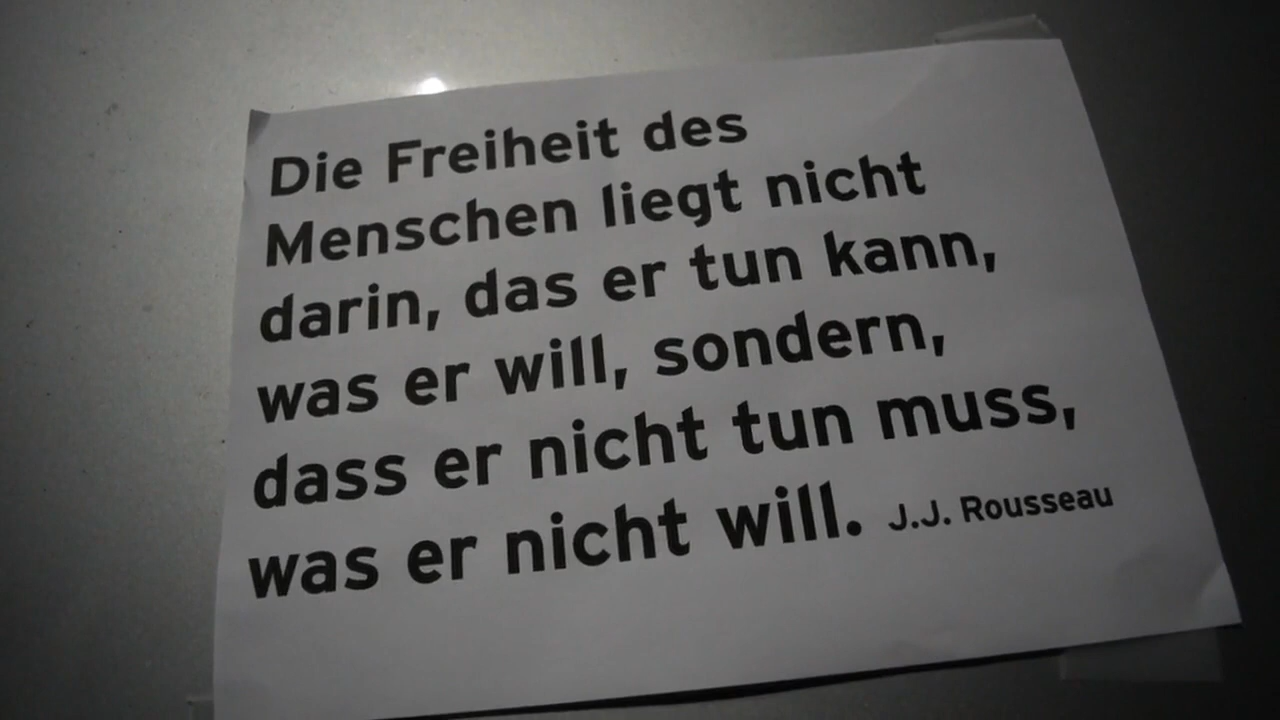 Die Freiheit des
Menschen liegt nicht
darin, das er tun kann,
was er will, sondern,
dass er nicht tun muss,
was er nicht will. J.J. Rousseau